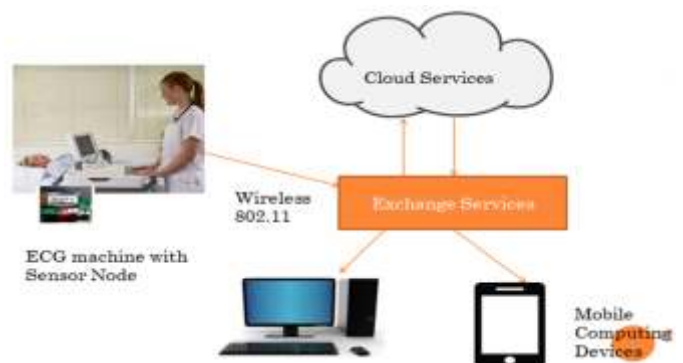 Cloud Services
Wireless
802.11
Exchange Services
ECG machine with
Sensor Node
Mobile
Computing
Devices